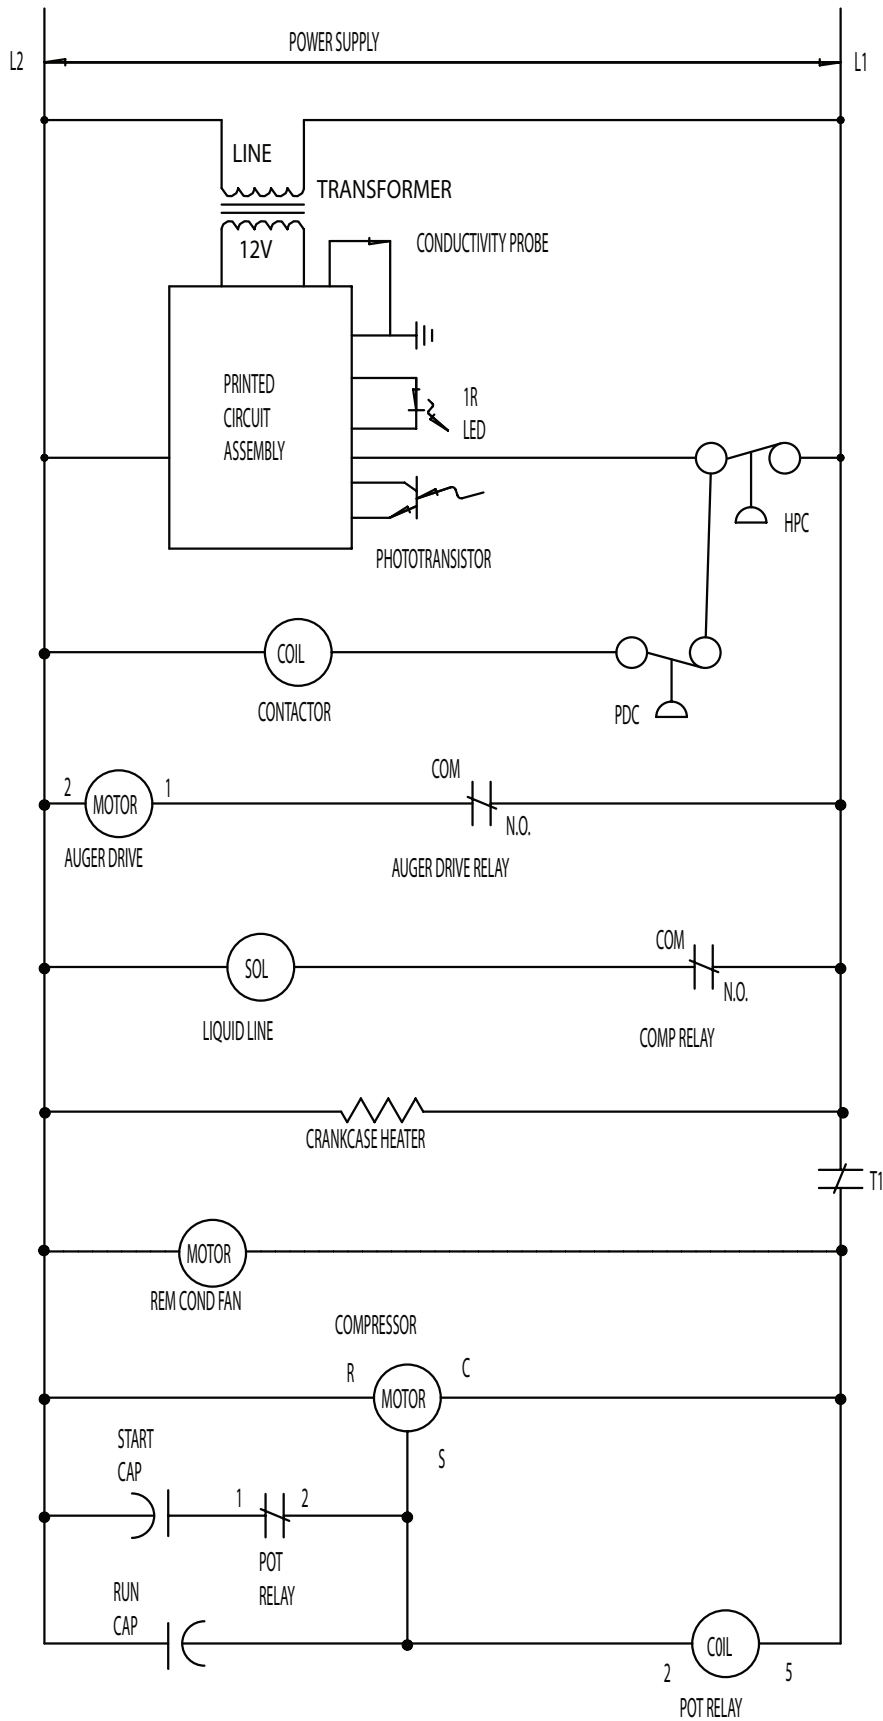 POWER SUPPLY
L2
L1
LINE
TRANSFORMER
12V
CONDUCTIVITY PROBE
PRINTED
CIRCUIT
ASSEMBLY
1R
LED
HPC
PHOTOTRANSISTOR
COIL
CONTACTOR
PDC
COM
2
1
MOTOR
N.O.
AUGER DRIVE
AUGER DRIVE RELAY
COM
SOL
N.O.
LIQUID LINE
COMP RELAY
CRANKCASE HEATER
T1
MOTOR
REM COND FAN
COMPRESSOR
R
C
MOTOR
START
CAP
S
1
2
POT
RELAY
RUN
CAP
COIL
2
5
POT RELAY